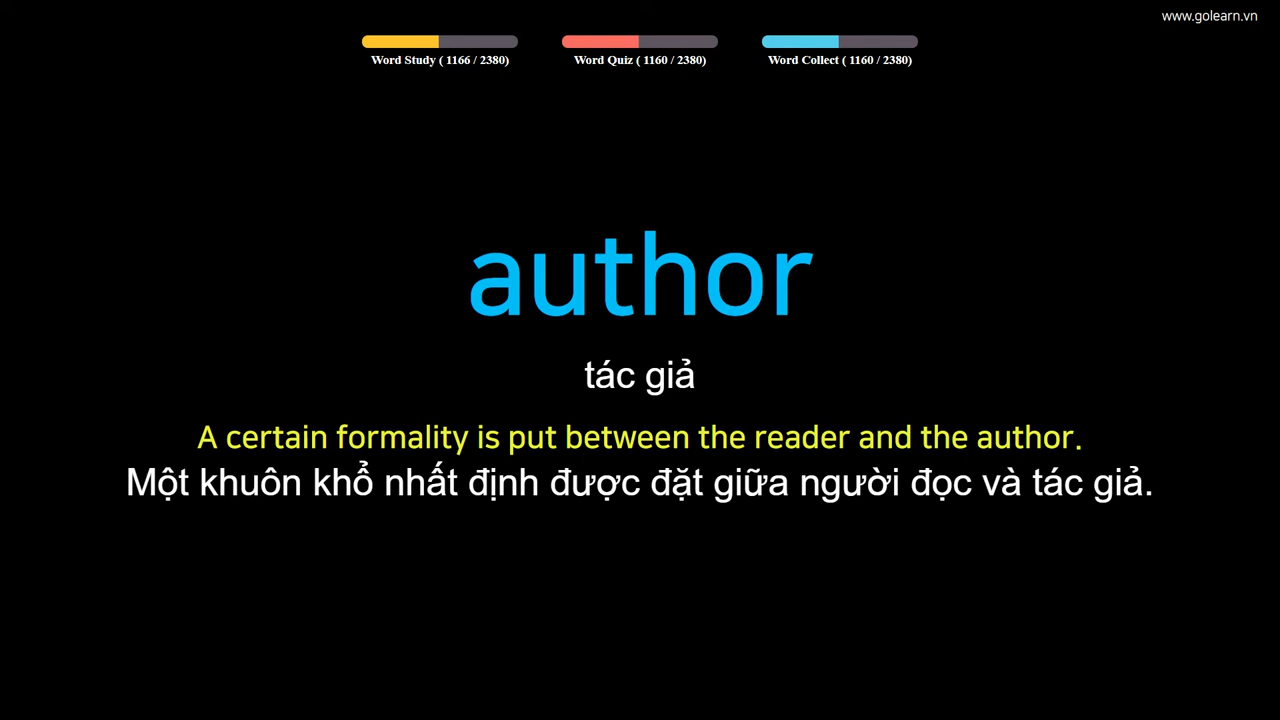 www.golearn.vn
Word Study ( 1166 / 2380)
Word Quiz ( 1160 / 2380)
Word Collect ( 1160 / 2380)
author
tác giả
A certain formality is put between the reader and the author.
Một khuôn khổ nhất định được đặt giữa người đọc và tác giả.